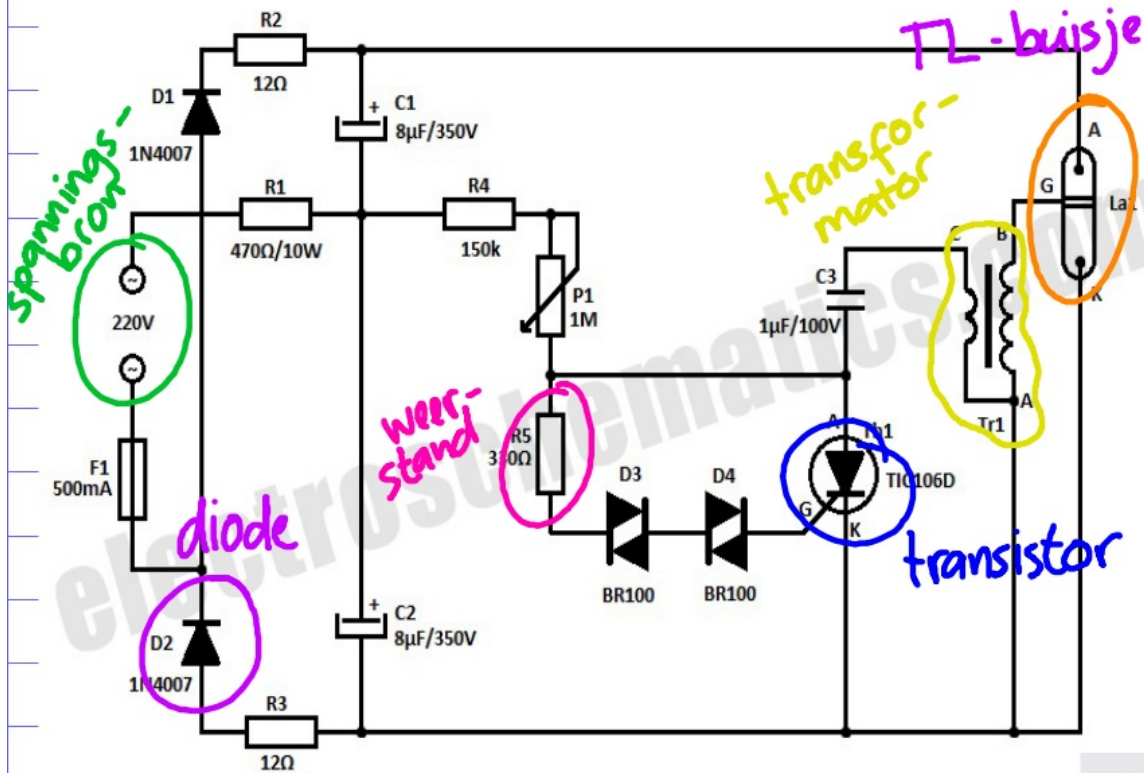 TL-buisje
R2
12Ω
D1
1N4007
+
C1
8µF/350V
transfor-
mator
A
G
La1
K
spannings-
bron
R1
470Ω/10W
R4
150k
C
B
220V
P1
1M
C3
1µF/100V
A
Tr1
weer-
stand
R5
330Ω
A
Th1
TIC106D
G
K
F1
500mA
D3
D4
BR100
BR100
diode
transistor
D2
1N4007
+
C2
8µF/350V
R3
12Ω
electroschematics.com